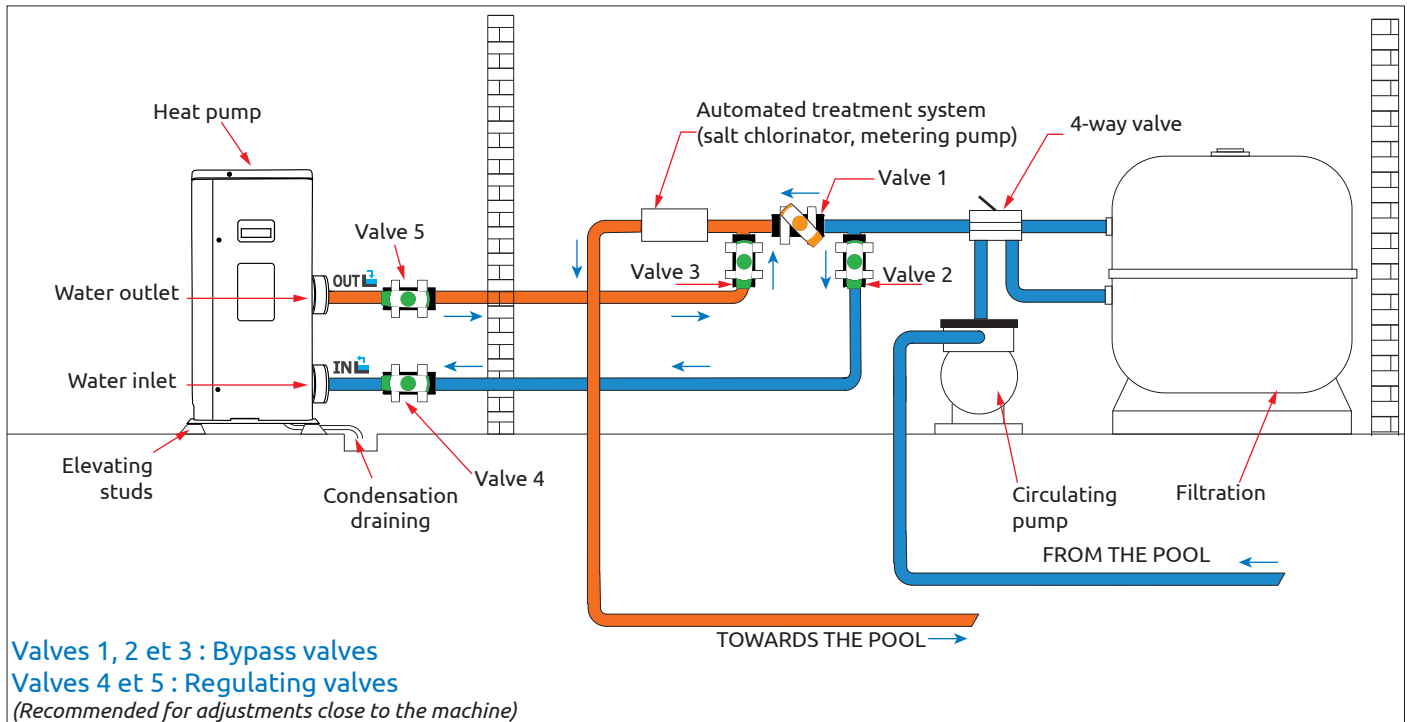 Heat pump
Automated treatment system
(salt chlorinator, metering pump)
4-way valve
Valve 1
Valve 5
OUT
Valve 3
Valve 2
Water outlet
IN
Water inlet
Elevating
studs
Condensation
draining
Valve 4
Circulating
pump
Filtration
FROM THE POOL
TOWARDS THE POOL
Valves 1, 2 et 3 : Bypass valves
Valves 4 et 5 : Regulating valves
(Recommended for adjustments close to the machine)